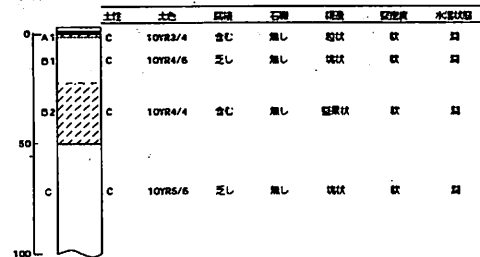 土性 土色 腐植 石礫 構造 堅密度 水湿状態
0 A1 C 10YR3/4 含む 無し 粒状 軟 潤
B1 C 10YR4/6 乏し 無し 塊状 軟 潤
B2 C 10YR4/4 含む 無し 堅果状 軟 潤
50
C C 10YR5/6 乏し 無し 塊状 軟 潤
100